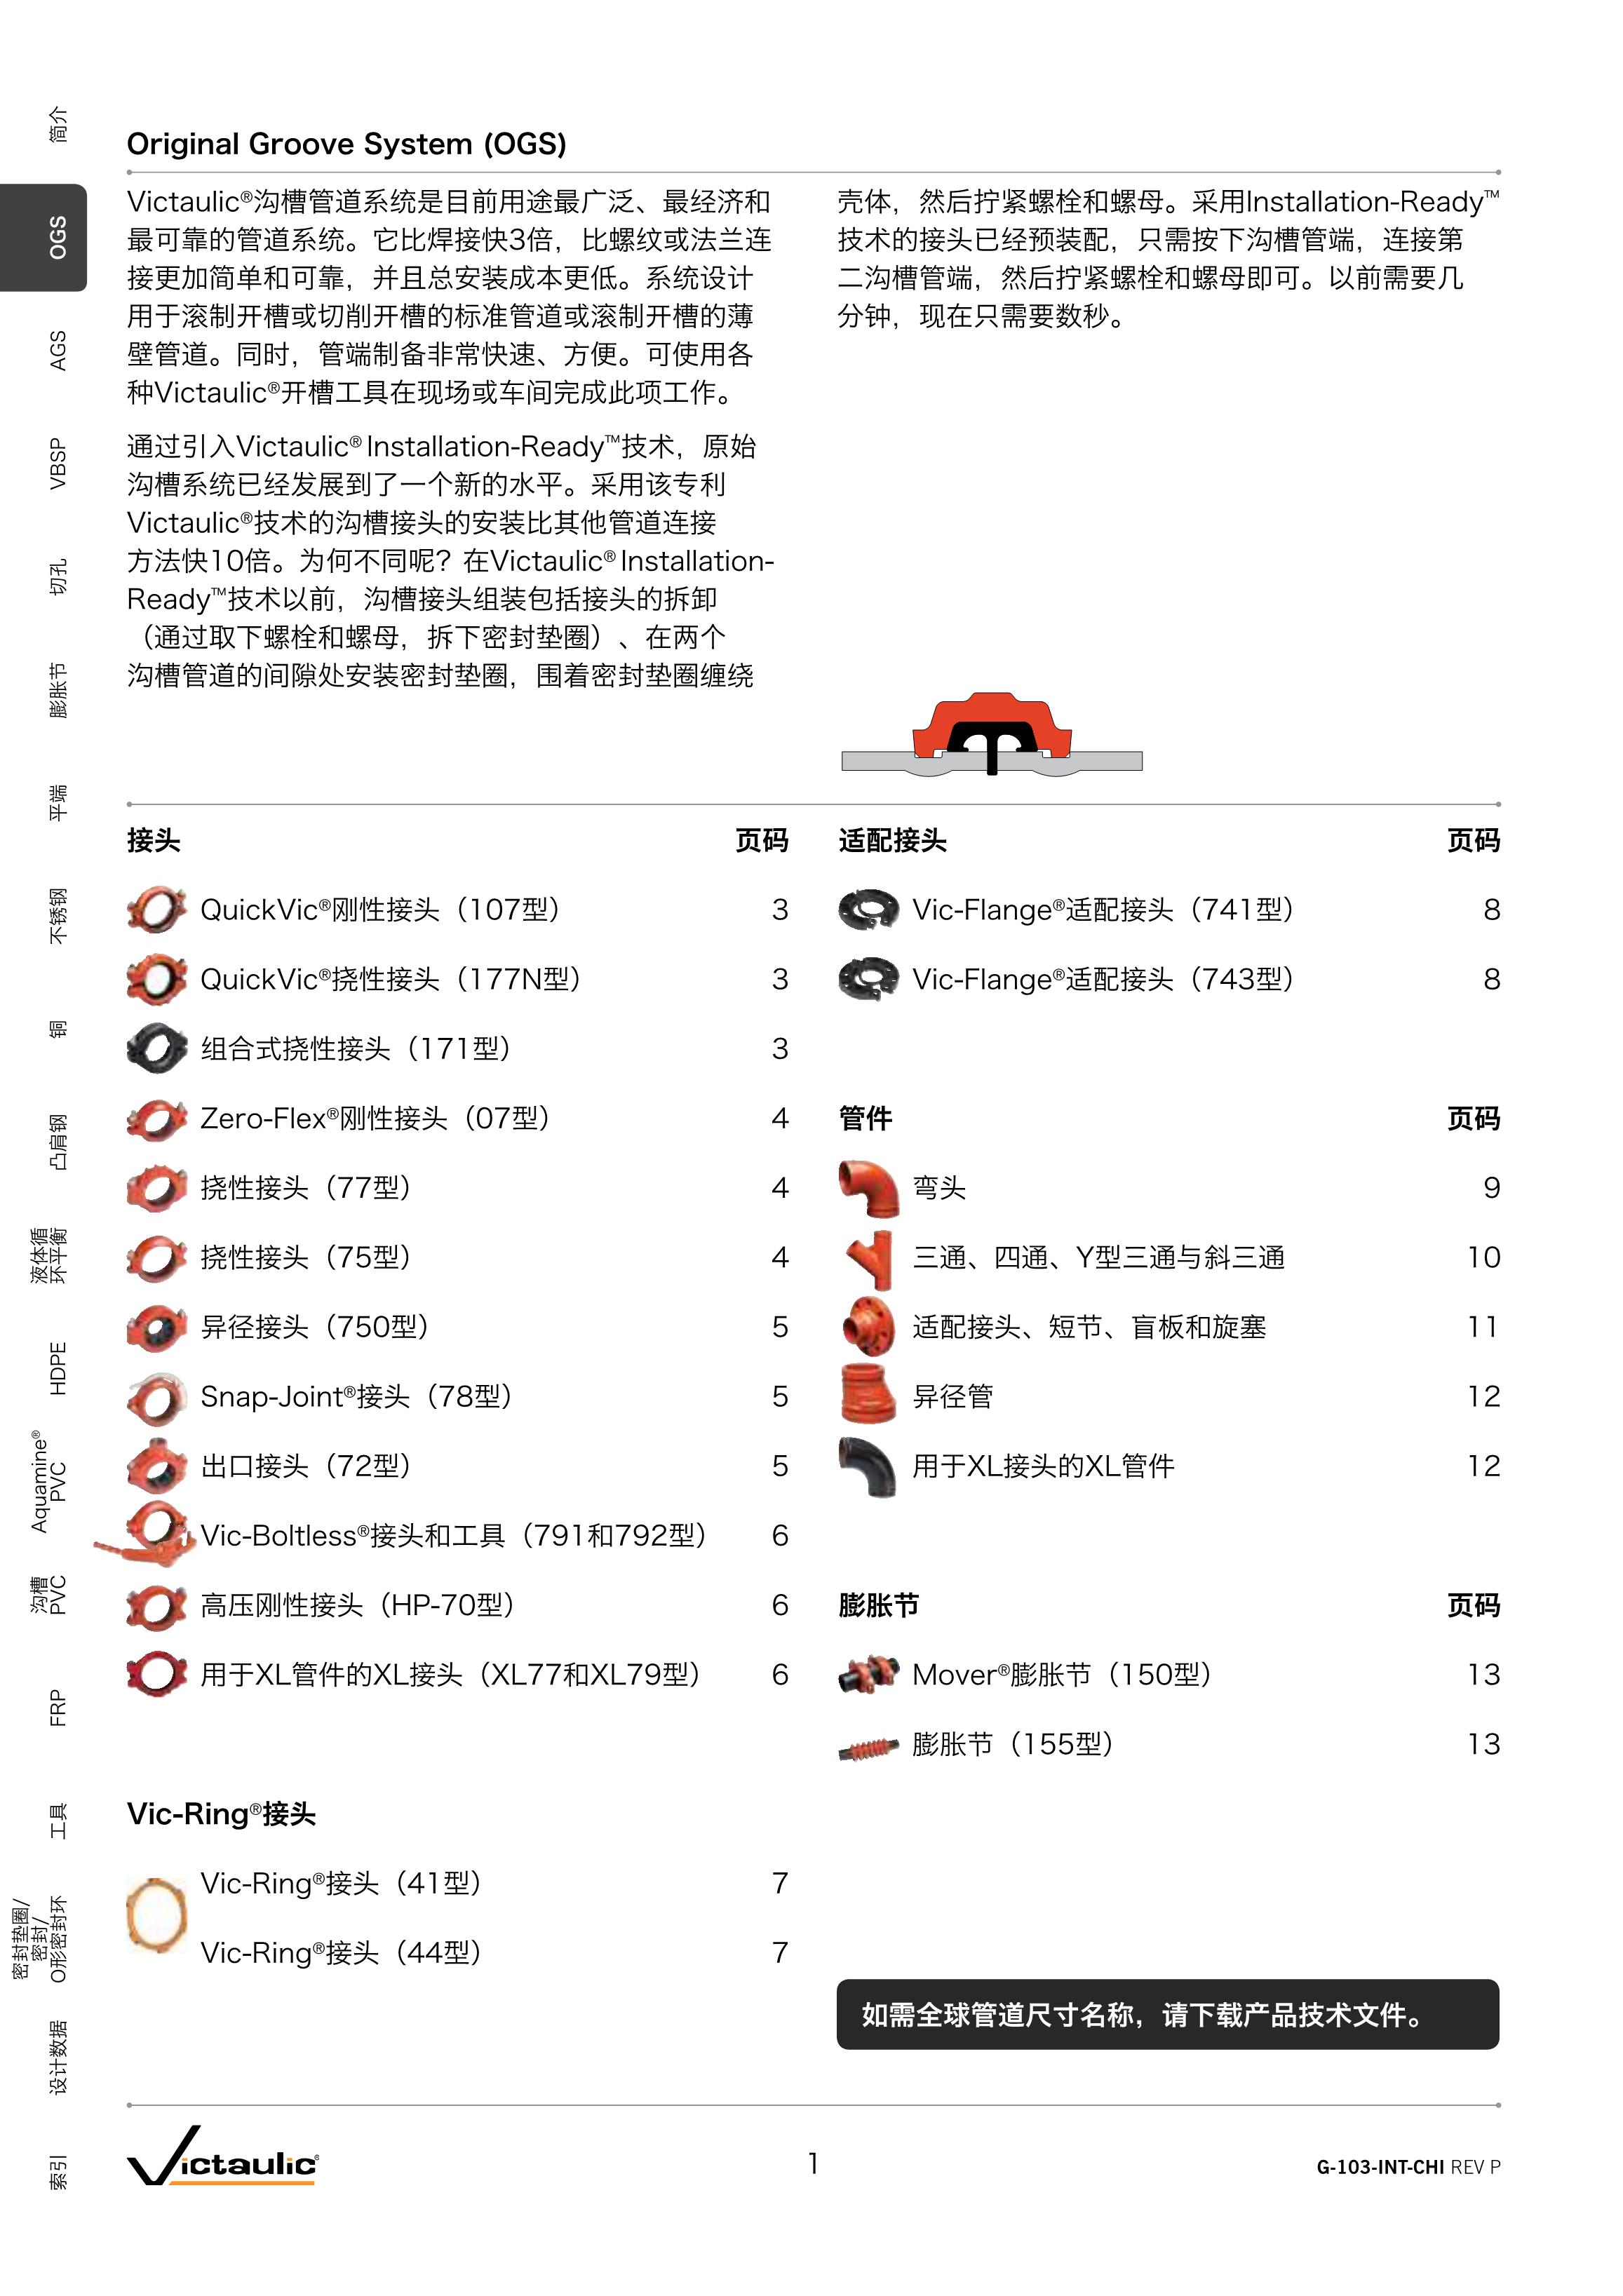 Original Groove System (OGS)
Victaulic®沟槽管道系统是目前用途最广泛、最经济和
最可靠的管道系统。它比焊接快3倍，比螺纹或法兰连
接更加简单和可靠，并且总安装成本更低。系统设计
用于滚制开槽或切削开槽的标准管道或滚制开槽的薄
壁管道。同时，管端制备非常快速、方便。可使用各
种Victaulic®开槽工具在现场或车间完成此项工作。
通过引入Victaulic® Installation-Ready™技术，原始
沟槽系统已经发展到了一个新的水平。采用该专利
Victaulic®技术的沟槽接头的安装比其他管道连接
方法快10倍。为何不同呢？在Victaulic® Installation-
Ready™技术以前，沟槽接头组装包括接头的拆卸
（通过取下螺栓和螺母，拆下密封垫圈）、在两个
沟槽管道的间隙处安装密封垫圈，围着密封垫圈缠绕
壳体，然后拧紧螺栓和螺母。采用Installation-Ready™
技术的接头已经预装配，只需按下沟槽管端，连接第
二沟槽管端，然后拧紧螺栓和螺母即可。以前需要几
分钟，现在只需要数秒。
接头 页码
QuickVic®刚性接头（107型） 3
QuickVic®挠性接头（177N型） 3
组合式挠性接头（171型） 3
Zero-Flex®刚性接头（07型） 4
挠性接头（77型） 4
挠性接头（75型） 4
异径接头（750型） 5
Snap-Joint®接头（78型） 5
出口接头（72型） 5
Vic-Boltless®接头和工具（791和792型） 6
高压刚性接头（HP-70型） 6
用于XL管件的XL接头（XL77和XL79型） 6
Vic-Ring®接头
Vic-Ring®接头（41型） 7
Vic-Ring®接头（44型） 7
适配接头 页码
Vic-Flange®适配接头（741型） 8
Vic-Flange®适配接头（743型） 8
管件 页码
弯头 9
三通、四通、Y型三通与斜三通 10
适配接头、短节、盲板和旋塞 11
异径管 12
用于XL接头的XL管件 12
膨胀节 页码
Mover®膨胀节（150型） 13
膨胀节（155型） 13
如需全球管道尺寸名称，请下载产品技术文件。
Victaulic®
1
G-103-INT-CHI REV P
简介
OGS
AGS
VBSP
切孔
膨胀节
平端
不锈钢
铜
凸肩钢
液体循
环平衡
HDPE
Aquamine®
PVC
沟槽
PVC
FRP
工具
密封垫圈/
密封/
O形密封环
设计数据
索引